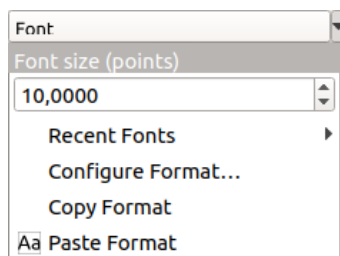 Font
Font size (points)
10,0000
Recent Fonts
Configure Format...
Copy Format
Aa Paste Format